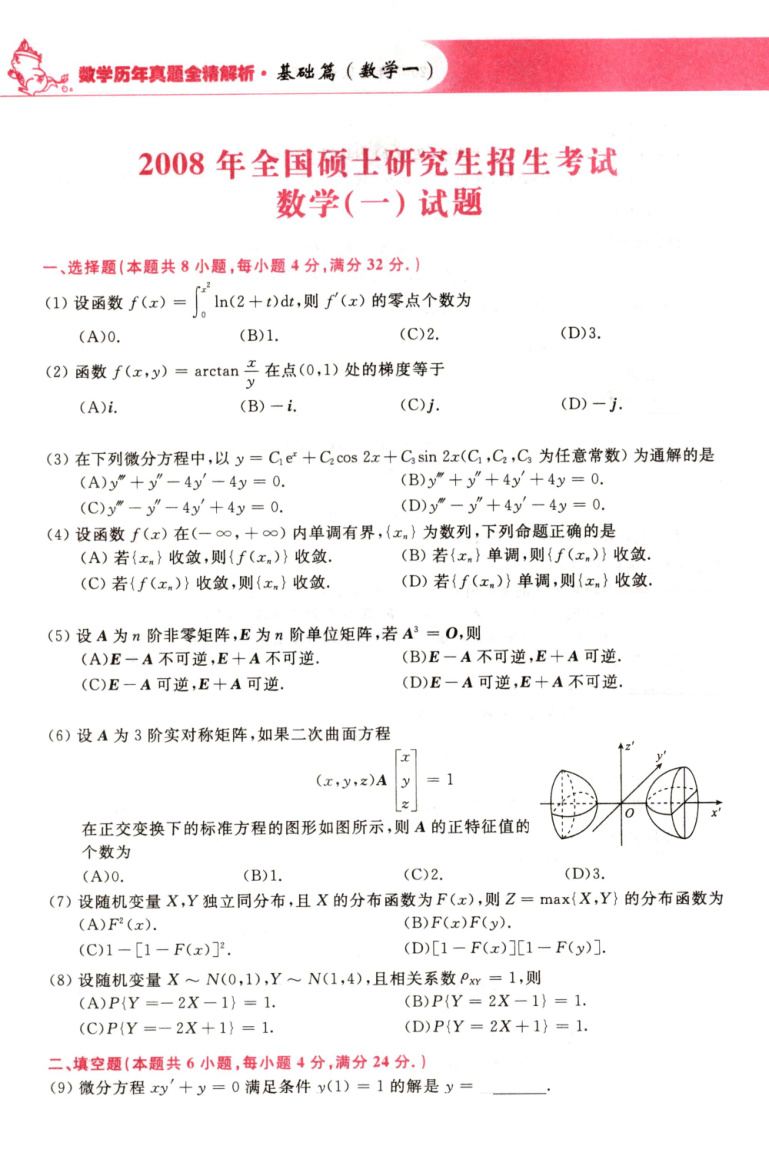 数学历年真题全精解析·基础篇(数学一)
2008 年全国硕士研究生招生考试
数学(一)试题
一、选择题(本题共 8 小题,每小题 4 分,满分 32 分.)
(1) 设函数 f(x) = ∫₀^{x²} ln(2+t)dt,则 f′(x) 的零点个数为
(A)0. (B)1. (C)2. (D)3.
(2) 函数 f(x,y) = arctan x/y 在点(0,1) 处的梯度等于
(A)i. (B)−i. (C)j. (D)−j.
(3) 在下列微分方程中,以 y = C₁eˣ + C₂cos 2x + C₃sin 2x(C₁,C₂,C₃ 为任意常数) 为通解的是
(A)y‴ + y″ − 4y′ − 4y = 0. (B)y‴ + y″ + 4y′ + 4y = 0.
(C)y‴ − y″ − 4y′ + 4y = 0. (D)y‴ − y″ + 4y′ − 4y = 0.
(4) 设函数 f(x) 在(−∞,+∞) 内单调有界,{xₙ} 为数列,下列命题正确的是
(A) 若{xₙ} 收敛,则{f(xₙ)} 收敛. (B) 若{xₙ} 单调,则{f(xₙ)} 收敛.
(C) 若{f(xₙ)} 收敛,则{xₙ} 收敛. (D) 若{f(xₙ)} 单调,则{xₙ} 收敛.
(5) 设 A 为 n 阶非零矩阵,E 为 n 阶单位矩阵,若 A³ = O,则
(A)E − A 不可逆,E + A 不可逆. (B)E − A 不可逆,E + A 可逆.
(C)E − A 可逆,E + A 可逆. (D)E − A 可逆,E + A 不可逆.
(6) 设 A 为 3 阶实对称矩阵,如果二次曲面方程
(x,y,z)A[x y z] = 1
z′ y′ O x′
在正交变换下的标准方程的图形如图所示,则 A 的正特征值的
个数为
(A)0. (B)1. (C)2. (D)3.
(7) 设随机变量 X,Y 独立同分布,且 X 的分布函数为 F(x),则 Z = max{X,Y} 的分布函数为
(A)F²(x). (B)F(x)F(y).
(C)1 − [1 − F(x)]². (D)[1 − F(x)][1 − F(y)].
(8) 设随机变量 X ~ N(0,1),Y ~ N(1,4),且相关系数 ρ_XY = 1,则
(A)P{Y = −2X − 1} = 1. (B)P{Y = 2X − 1} = 1.
(C)P{Y = −2X + 1} = 1. (D)P{Y = 2X + 1} = 1.
二、填空题(本题共 6 小题,每小题 4 分,满分 24 分.)
(9) 微分方程 xy′ + y = 0 满足条件 y(1) = 1 的解是 y = ______.